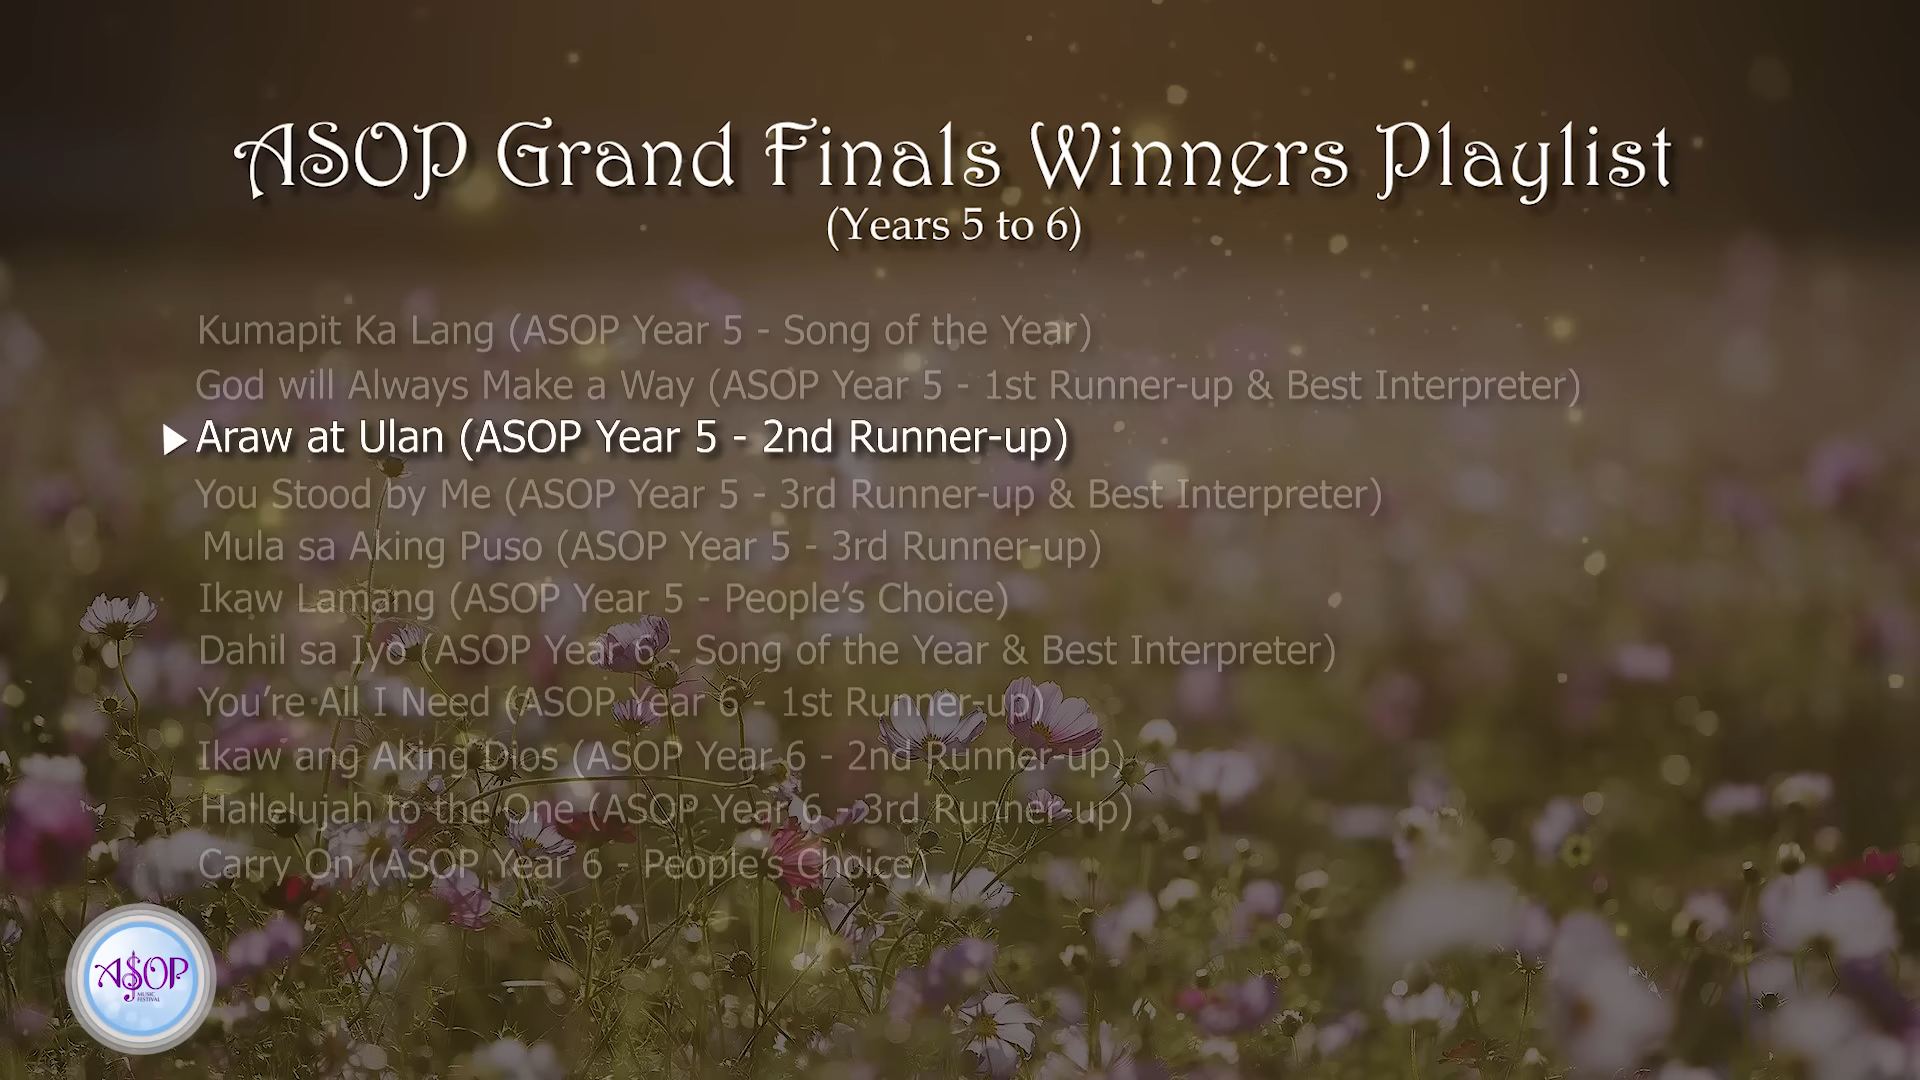 ASOP Grand Finals Winners Playlist
(Years 5 to 6)
Kumapit Ka Lang (ASOP Year 5 - Song of the Year)
God will Always Make a Way (ASOP Year 5 - 1st Runner-up & Best Interpreter)
Araw at Ulan (ASOP Year 5 - 2nd Runner-up)
You Stood by Me (ASOP Year 5 - 3rd Runner-up & Best Interpreter)
Mula sa Aking Puso (ASOP Year 5 - 3rd Runner-up)
Ikaw Lamang (ASOP Year 5 - People’s Choice)
Dahil sa Iyo (ASOP Year 6 - Song of the Year & Best Interpreter)
You’re All I Need (ASOP Year 6 - 1st Runner-up)
Ikaw ang Aking Dios (ASOP Year 6 - 2nd Runner-up)
Hallelujah to the One (ASOP Year 6 - 3rd Runner-up)
Carry On (ASOP Year 6 - People’s Choice)
ASOP
MUSIC
FESTIVAL